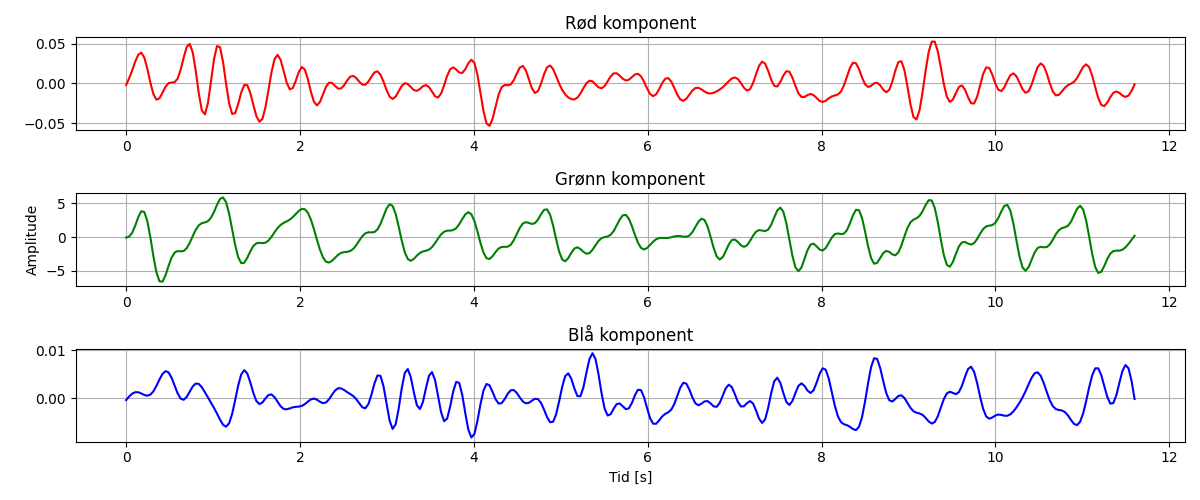 Rød komponent
0.05
0.00
−0.05
0 2 4 6 8 10 12
Grønn komponent
5
0
−5
Amplitude
0 2 4 6 8 10 12
Blå komponent
0.01
0.00
0 2 4 6 8 10 12
Tid [s]